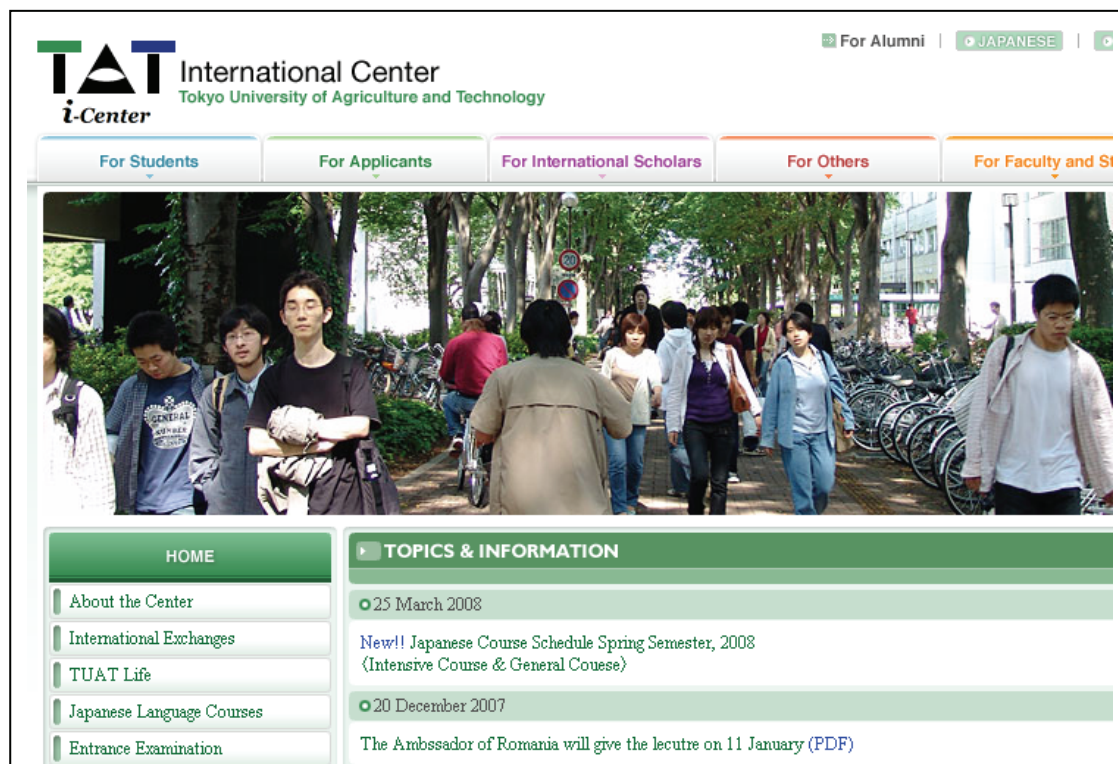 For Alumni | JAPANESE |
TAT
i-Center
International Center
Tokyo University of Agriculture and Technology
For Students
For Applicants
For International Scholars
For Others
For Faculty and St
20
GENERAL
HOME
About the Center
International Exchanges
TUAT Life
Japanese Language Courses
Entrance Examination
TOPICS & INFORMATION
25 March 2008
New!! Japanese Course Schedule Spring Semester, 2008
(Intensive Course & General Couese)
20 December 2007
The Ambssador of Romania will give the lecutre on 11 January (PDF)